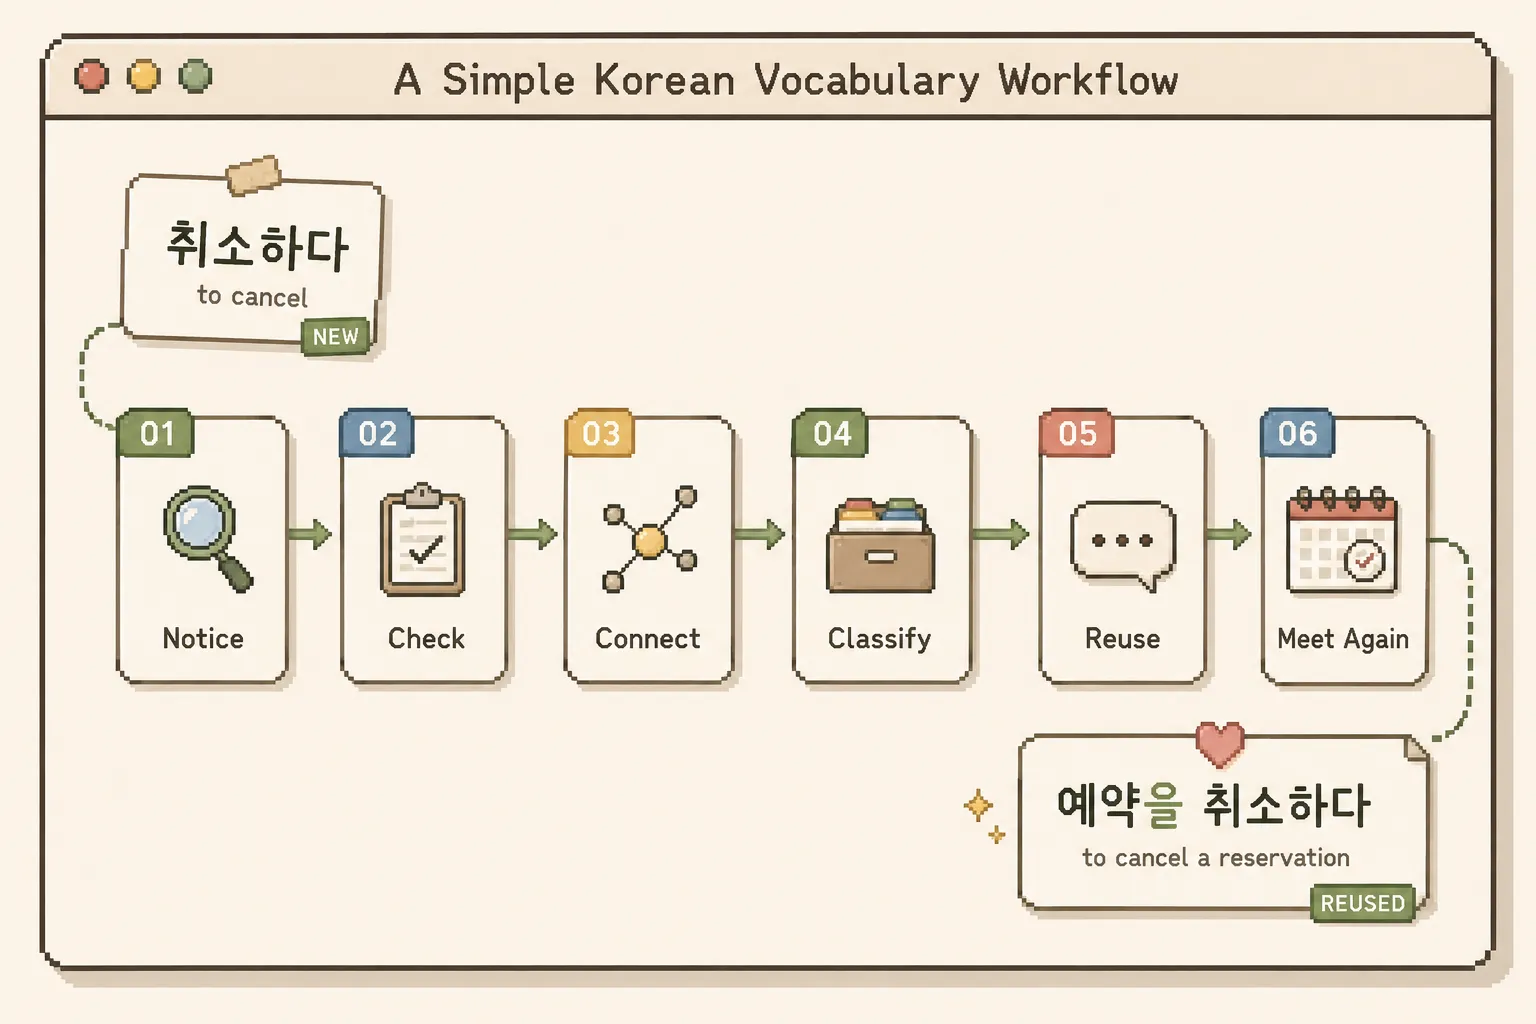 A Simple Korean Vocabulary Workflow
취소하다
to cancel
NEW
01
Notice
02
Check
03
Connect
04
Classify
05
Reuse
06
Meet Again
예약을 취소하다
to cancel a reservation
REUSED